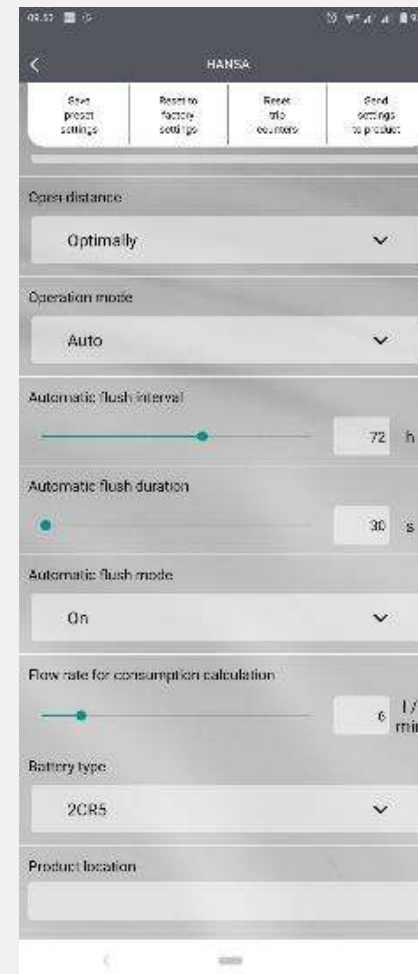 HANSA
Save
preset
settings
Reset to
factory
settings
Reset
trip
counters
Send
settings
to product
Open distance
Optimally
Operation mode
Auto
Automatic flush interval
72 h
Automatic flush duration
30 s
Automatic flush mode
On
Flow rate for consumption calculation
6 l /
min
Battery type
2CR5
Product location